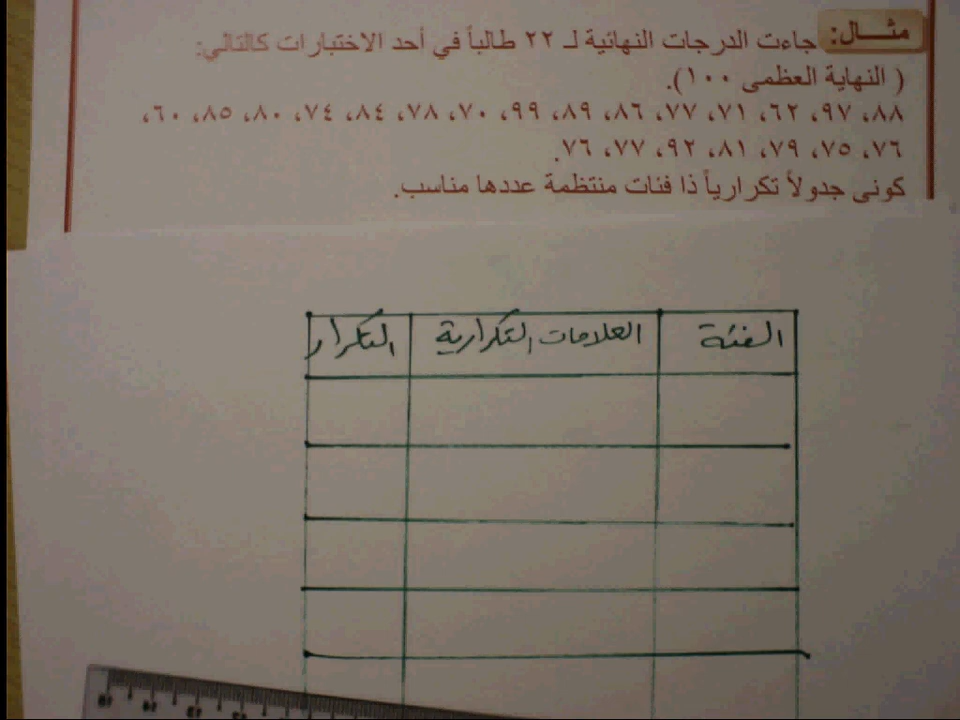 مثــال: جاءت الدرجات النهائية لـ ٢٢ طالباً في أحد الاختبارات كالتالي:
( النهاية العظمى ١٠٠).
٨٨، ٩٧، ٦٢، ٧١، ٧٧، ٨٦، ٨٩، ٩٩، ٧٠، ٧٨، ٨٤، ٧٤، ٨٠، ٨٥، ٦٠،
٧٦، ٧٥، ٧٩، ٨١، ٩٢، ٧٧، ٧٦.
كونى جدولاً تكرارياً ذا فئات منتظمة عددها مناسب.
الفئة العلامات التكرارية التكرار